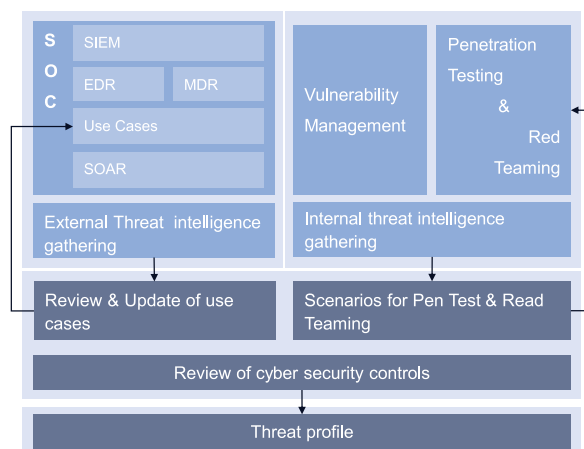 S
O
C
SIEM
EDR
MDR
Use Cases
SOAR
External Threat intelligence
gathering
Vulnerability
Management
Penetration
Testing
&
Red
Teaming
Internal threat intelligence
gathering
Review & Update of use
cases
Scenarios for Pen Test & Read
Teaming
Review of cyber security controls
Threat profile